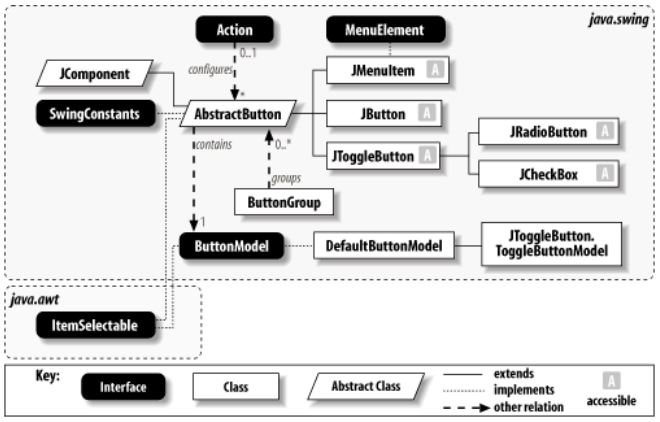 java.swing
Action
MenuElement
0..1
configures
JComponent
JMenuItem A
*
SwingConstants
AbstractButton
JButton A
contains
0..*
JToggleButton A
JRadioButton A
JCheckBox A
groups
ButtonGroup
1
ButtonModel
DefaultButtonModel
JToggleButton.
ToggleButtonModel
java.awt
ItemSelectable
Key:
Interface
Class
Abstract Class
extends
implements
other relation
A
accessible